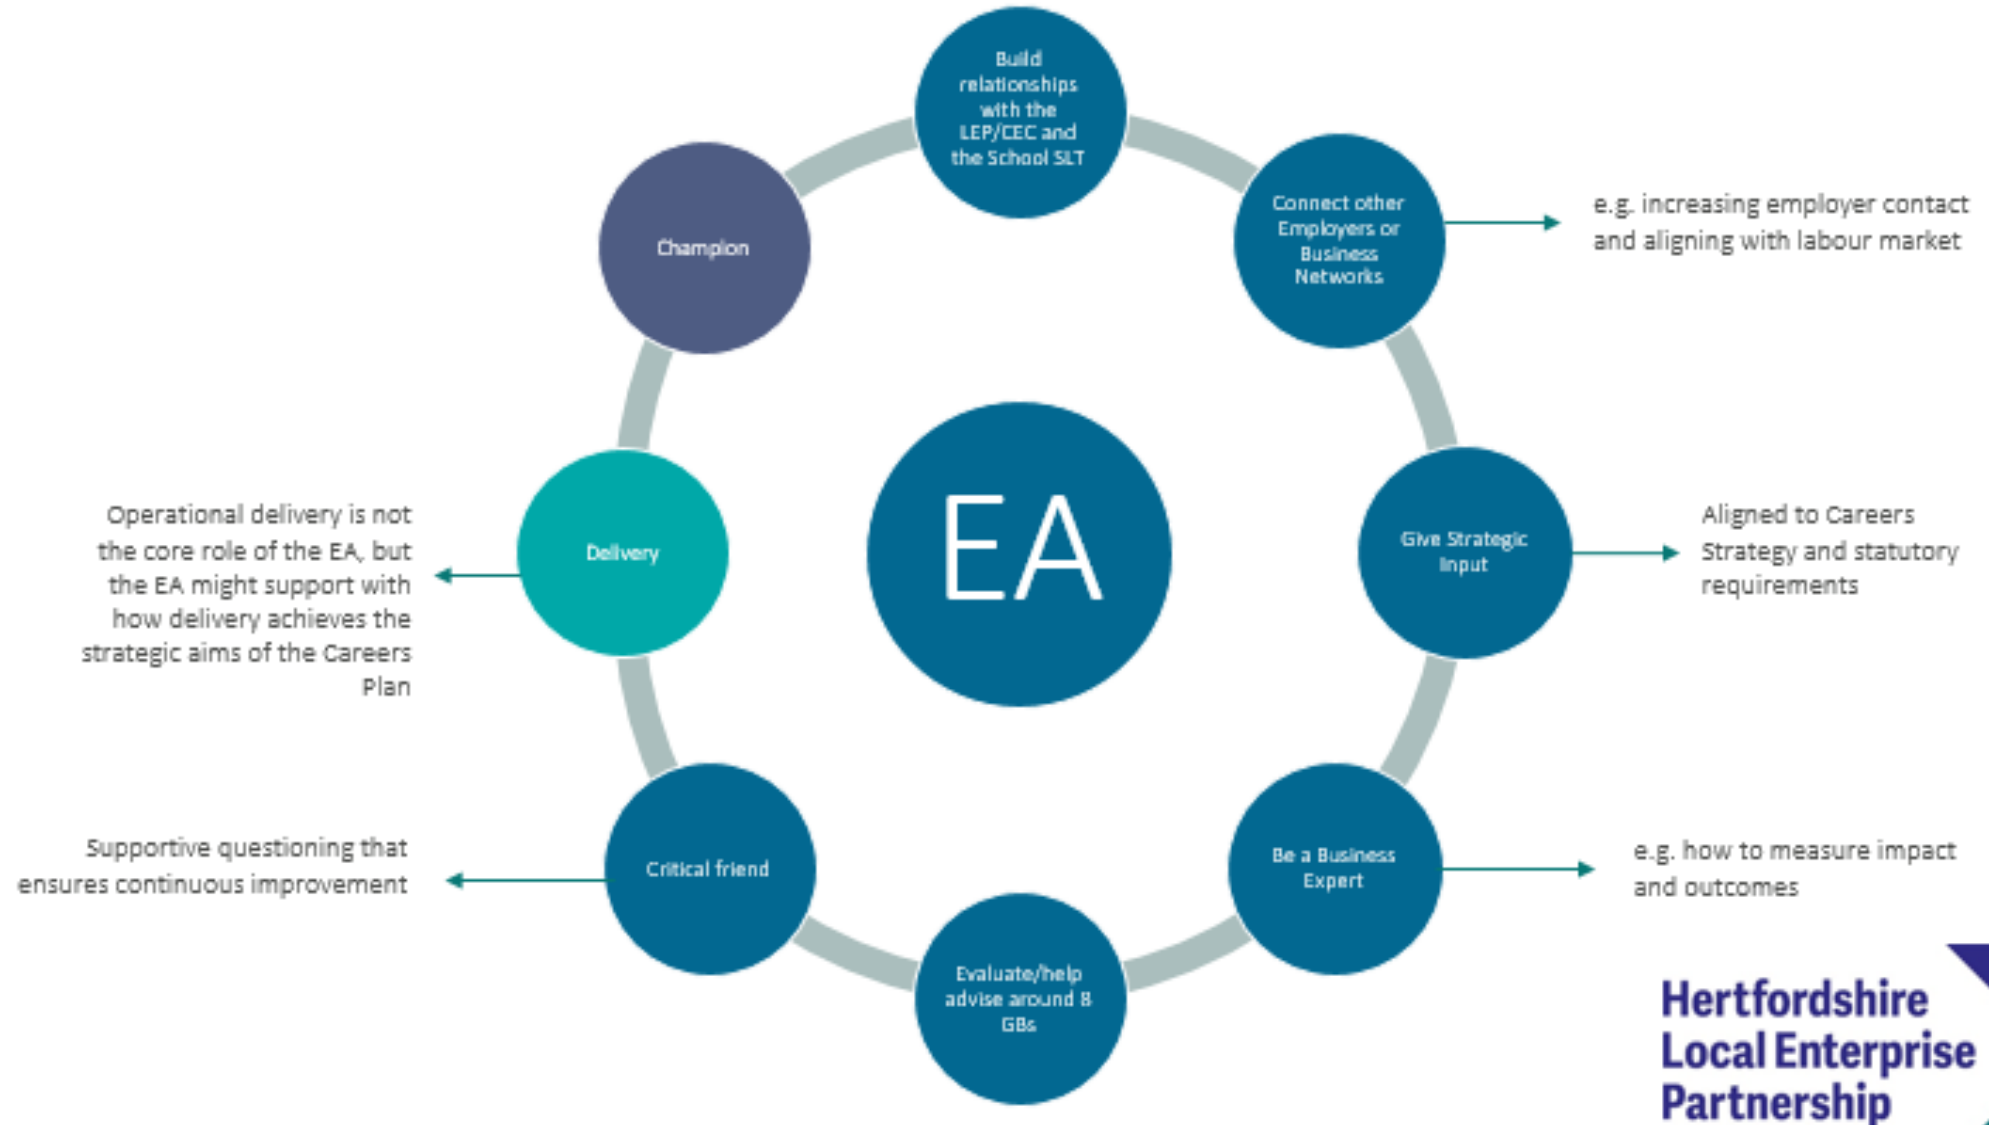 Build
relationships
with the
LEP/CEC and
the School SLT
Connect other
Employers or
Business
Networks
e.g. increasing employer contact
and aligning with labour market
Give Strategic
Input
Aligned to Careers
Strategy and statutory
requirements
Be a Business
Expert
e.g. how to measure impact
and outcomes
Evaluate/help
advise around 8
GBs
Critical friend
Supportive questioning that
ensures continuous improvement
Delivery
Operational delivery is not
the core role of the EA, but
the EA might support with
how delivery achieves the
strategic aims of the Careers
Plan
Champion
EA
Hertfordshire
Local Enterprise
Partnership